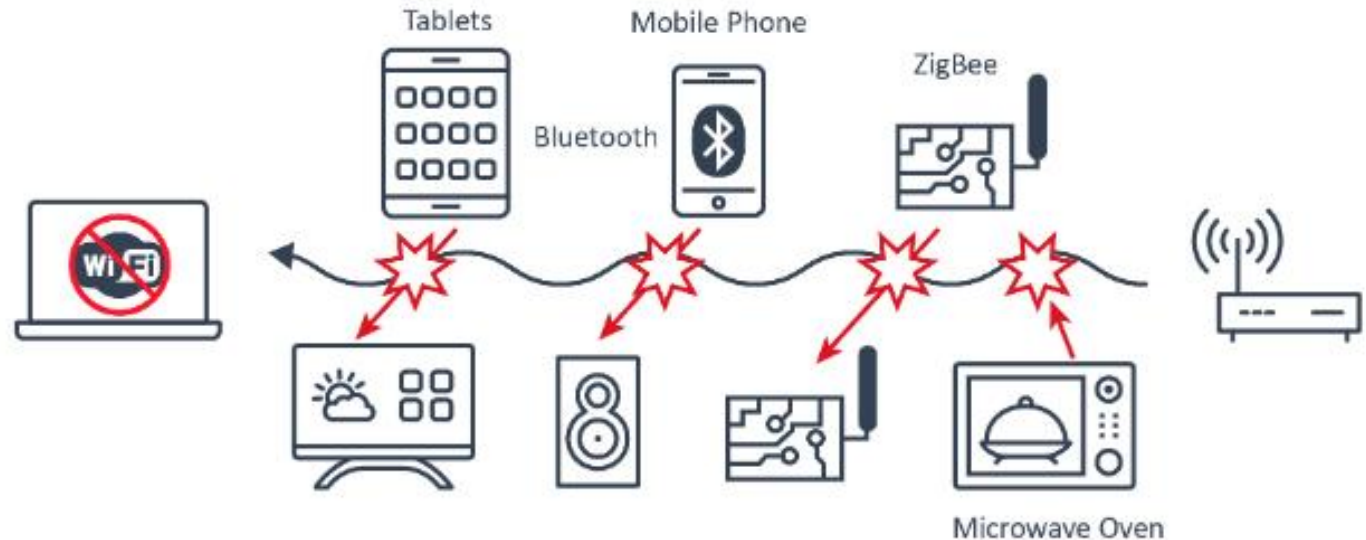 Tablets
Mobile Phone
ZigBee
Bluetooth
Wi Fi
Microwave Oven